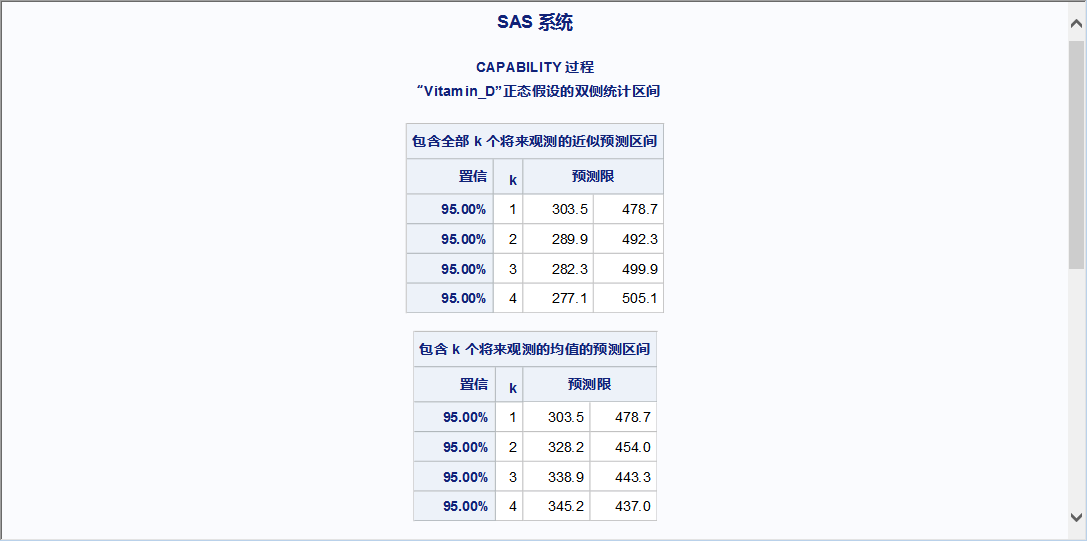 SAS 系统
CAPABILITY 过程
“Vitamin_D”正态假设的双侧统计区间
包含全部 k 个将来观测的近似预测区间
置信 k 预测限
95.00% 1 303.5 478.7
95.00% 2 289.9 492.3
95.00% 3 282.3 499.9
95.00% 4 277.1 505.1
包含 k 个将来观测的均值的预测区间
置信 k 预测限
95.00% 1 303.5 478.7
95.00% 2 328.2 454.0
95.00% 3 338.9 443.3
95.00% 4 345.2 437.0